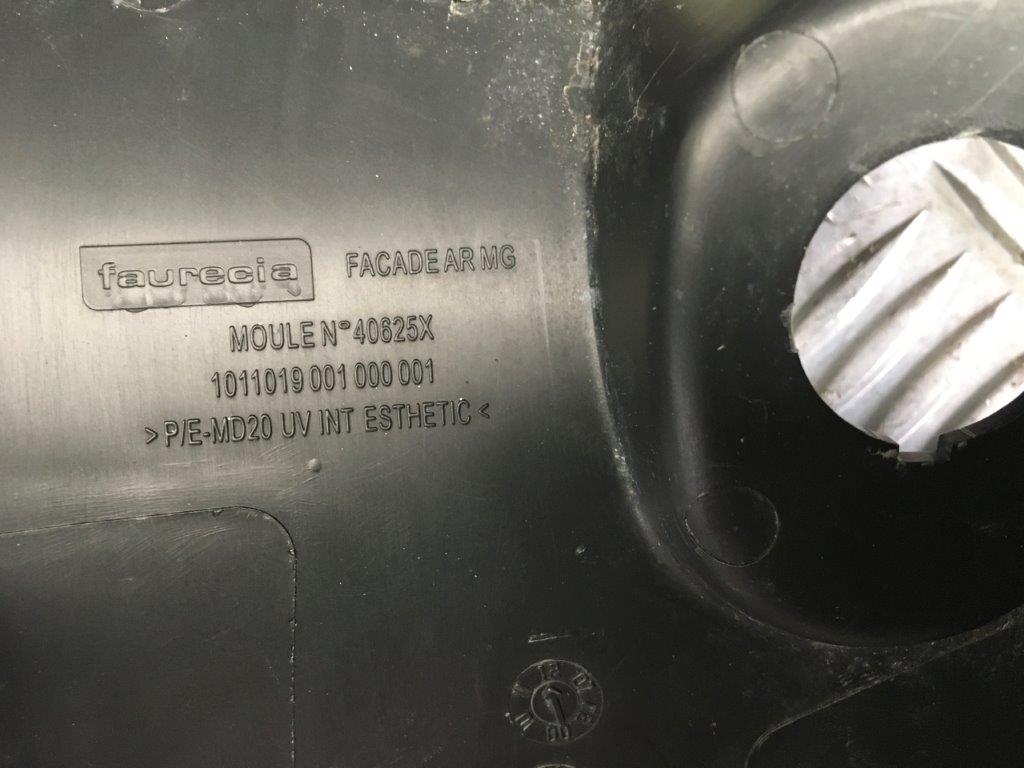 faurecia FACADE AR MG
MOULE N° 40625X
1011019 001 000 001
>P/E-MD20 UV INT ESTHETIC<